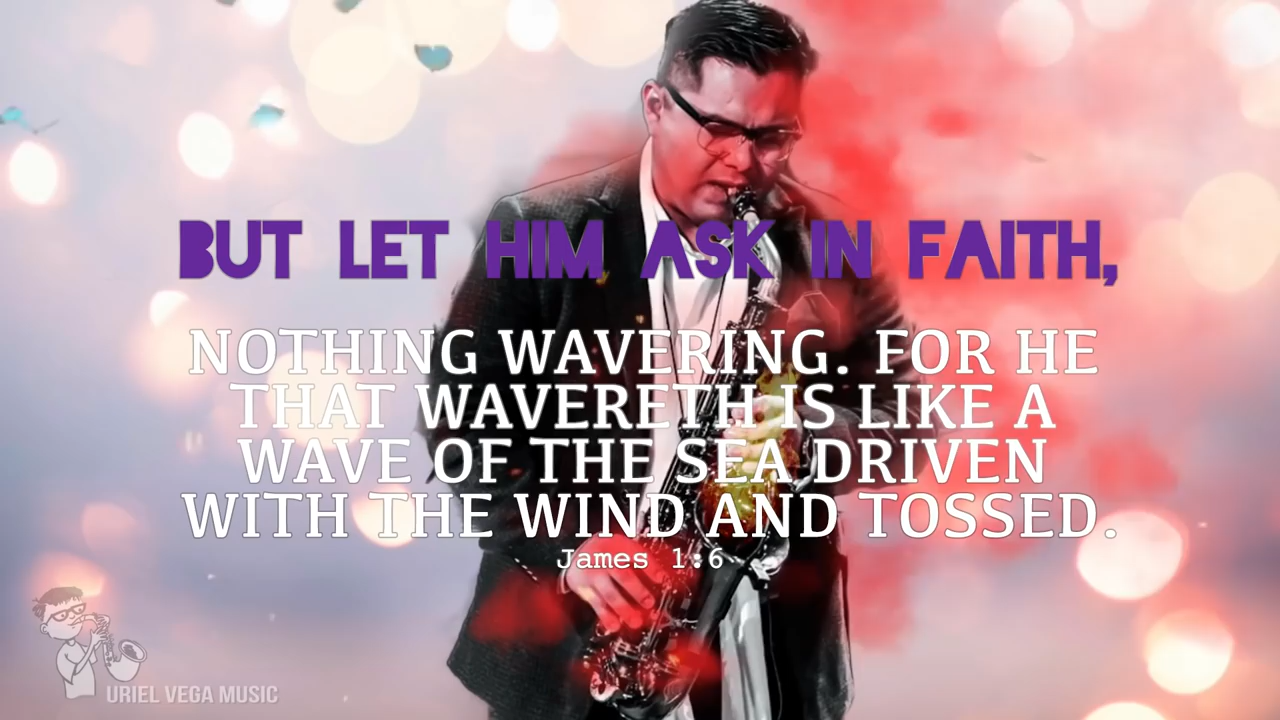 BUT LET HIM ASK IN FAITH,
NOTHING WAVERING. FOR HE
THAT WAVERETH IS LIKE A
WAVE OF THE SEA DRIVEN
WITH THE WIND AND TOSSED.
James 1:6
URIEL VEGA MUSIC